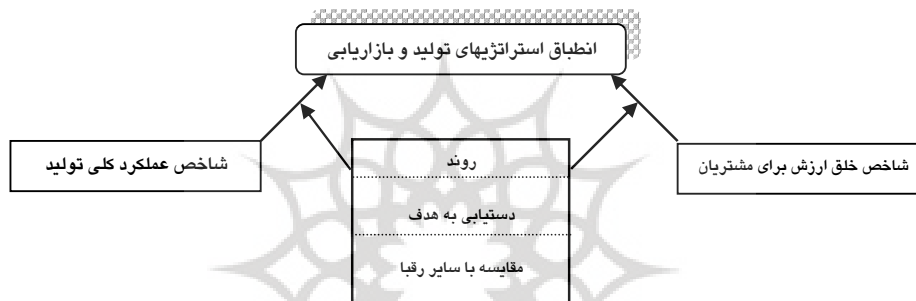 انطباق استراتژیهای تولید و بازاریابی
شاخص خلق ارزش برای مشتریان
شاخص عملکرد کلی تولید
روند
دستیابی به هدف
مقایسه با سایر رقبا